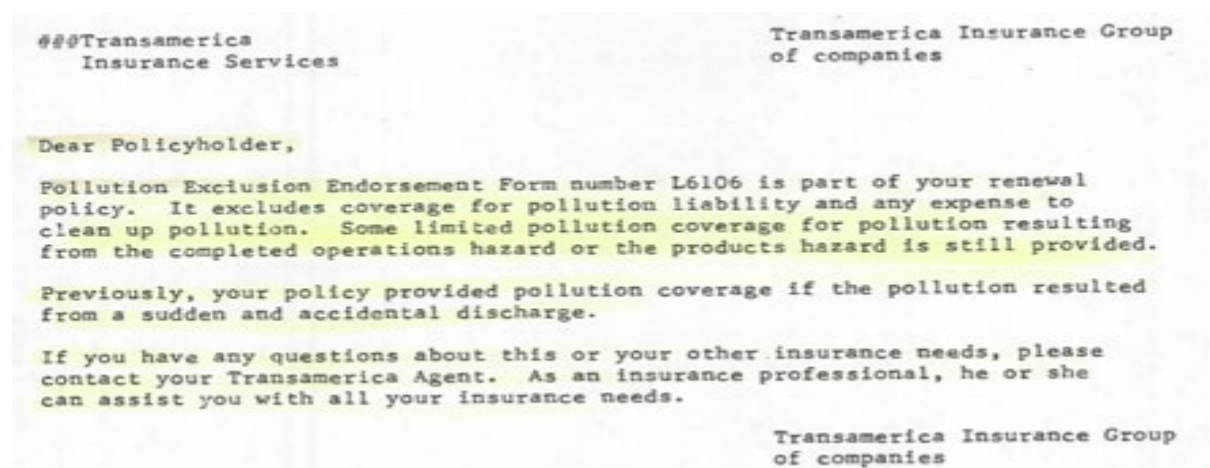 ###Transamerica
Insurance Services
Transamerica Insurance Group
of companies
Dear Policyholder,
Pollution Exclusion Endorsement Form number L6106 is part of your renewal
policy. It excludes coverage for pollution liability and any expense to
clean up pollution. Some limited pollution coverage for pollution resulting
from the completed operations hazard or the products hazard is still provided.
Previously, your policy provided pollution coverage if the pollution resulted
from a sudden and accidental discharge.
If you have any questions about this or your other insurance needs, please
contact your Transamerica Agent. As an insurance professional, he or she
can assist you with all your insurance needs.
Transamerica Insurance Group
of companies